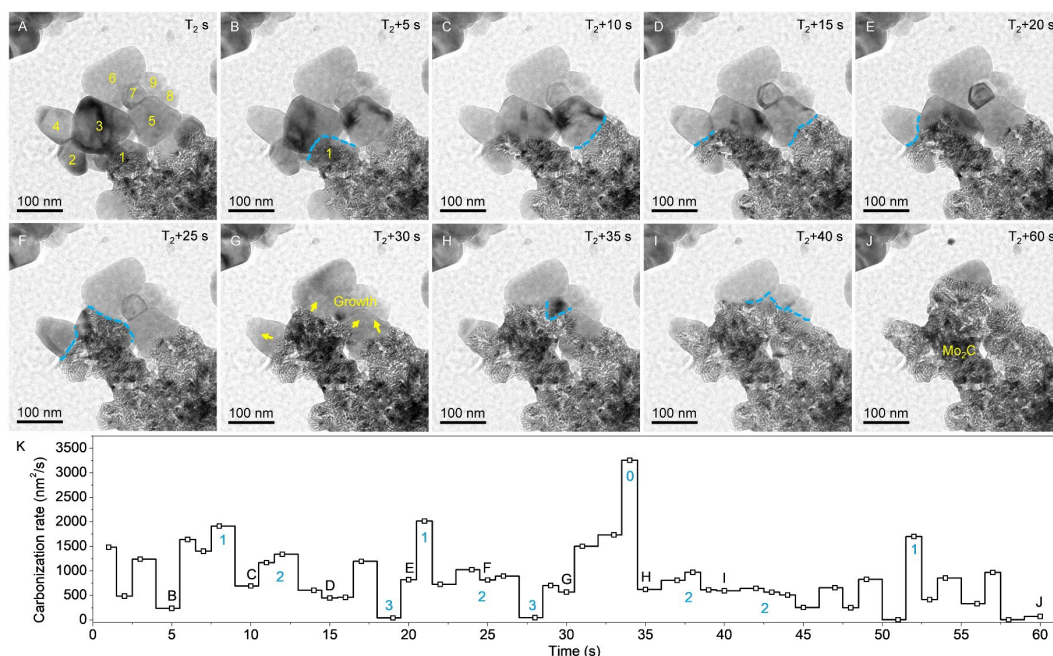 A
T₂ s
6
9
7
8
4
3
5
2
1
100 nm
B
T₂+5 s
1
100 nm
C
T₂+10 s
100 nm
D
T₂+15 s
100 nm
E
T₂+20 s
100 nm
F
T₂+25 s
100 nm
G
T₂+30 s
Growth
100 nm
H
T₂+35 s
100 nm
I
T₂+40 s
100 nm
J
T₂+60 s
Mo₂C
100 nm
K
Carbonization rate (nm²/s)
3500
3000
2500
2000
1500
1000
500
0
B
1
C
2
D
3
E
1
F
2
3
G
0
H
2
I
2
1
J
0 5 10 15 20 25 30 35 40 45 50 55 60
Time (s)